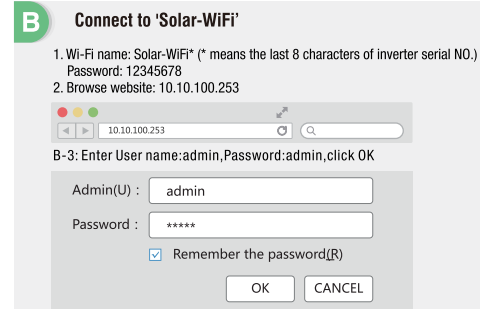 B Connect to 'Solar-WiFi'
1. Wi-Fi name: Solar-WiFi* (* means the last 8 characters of inverter serial NO.)
Password: 12345678
2. Browse website: 10.10.100.253
10.10.100.253
B-3: Enter User name:admin,Password:admin,click OK
Admin(U) : admin
Password : *****
Remember the password(R)
OK CANCEL